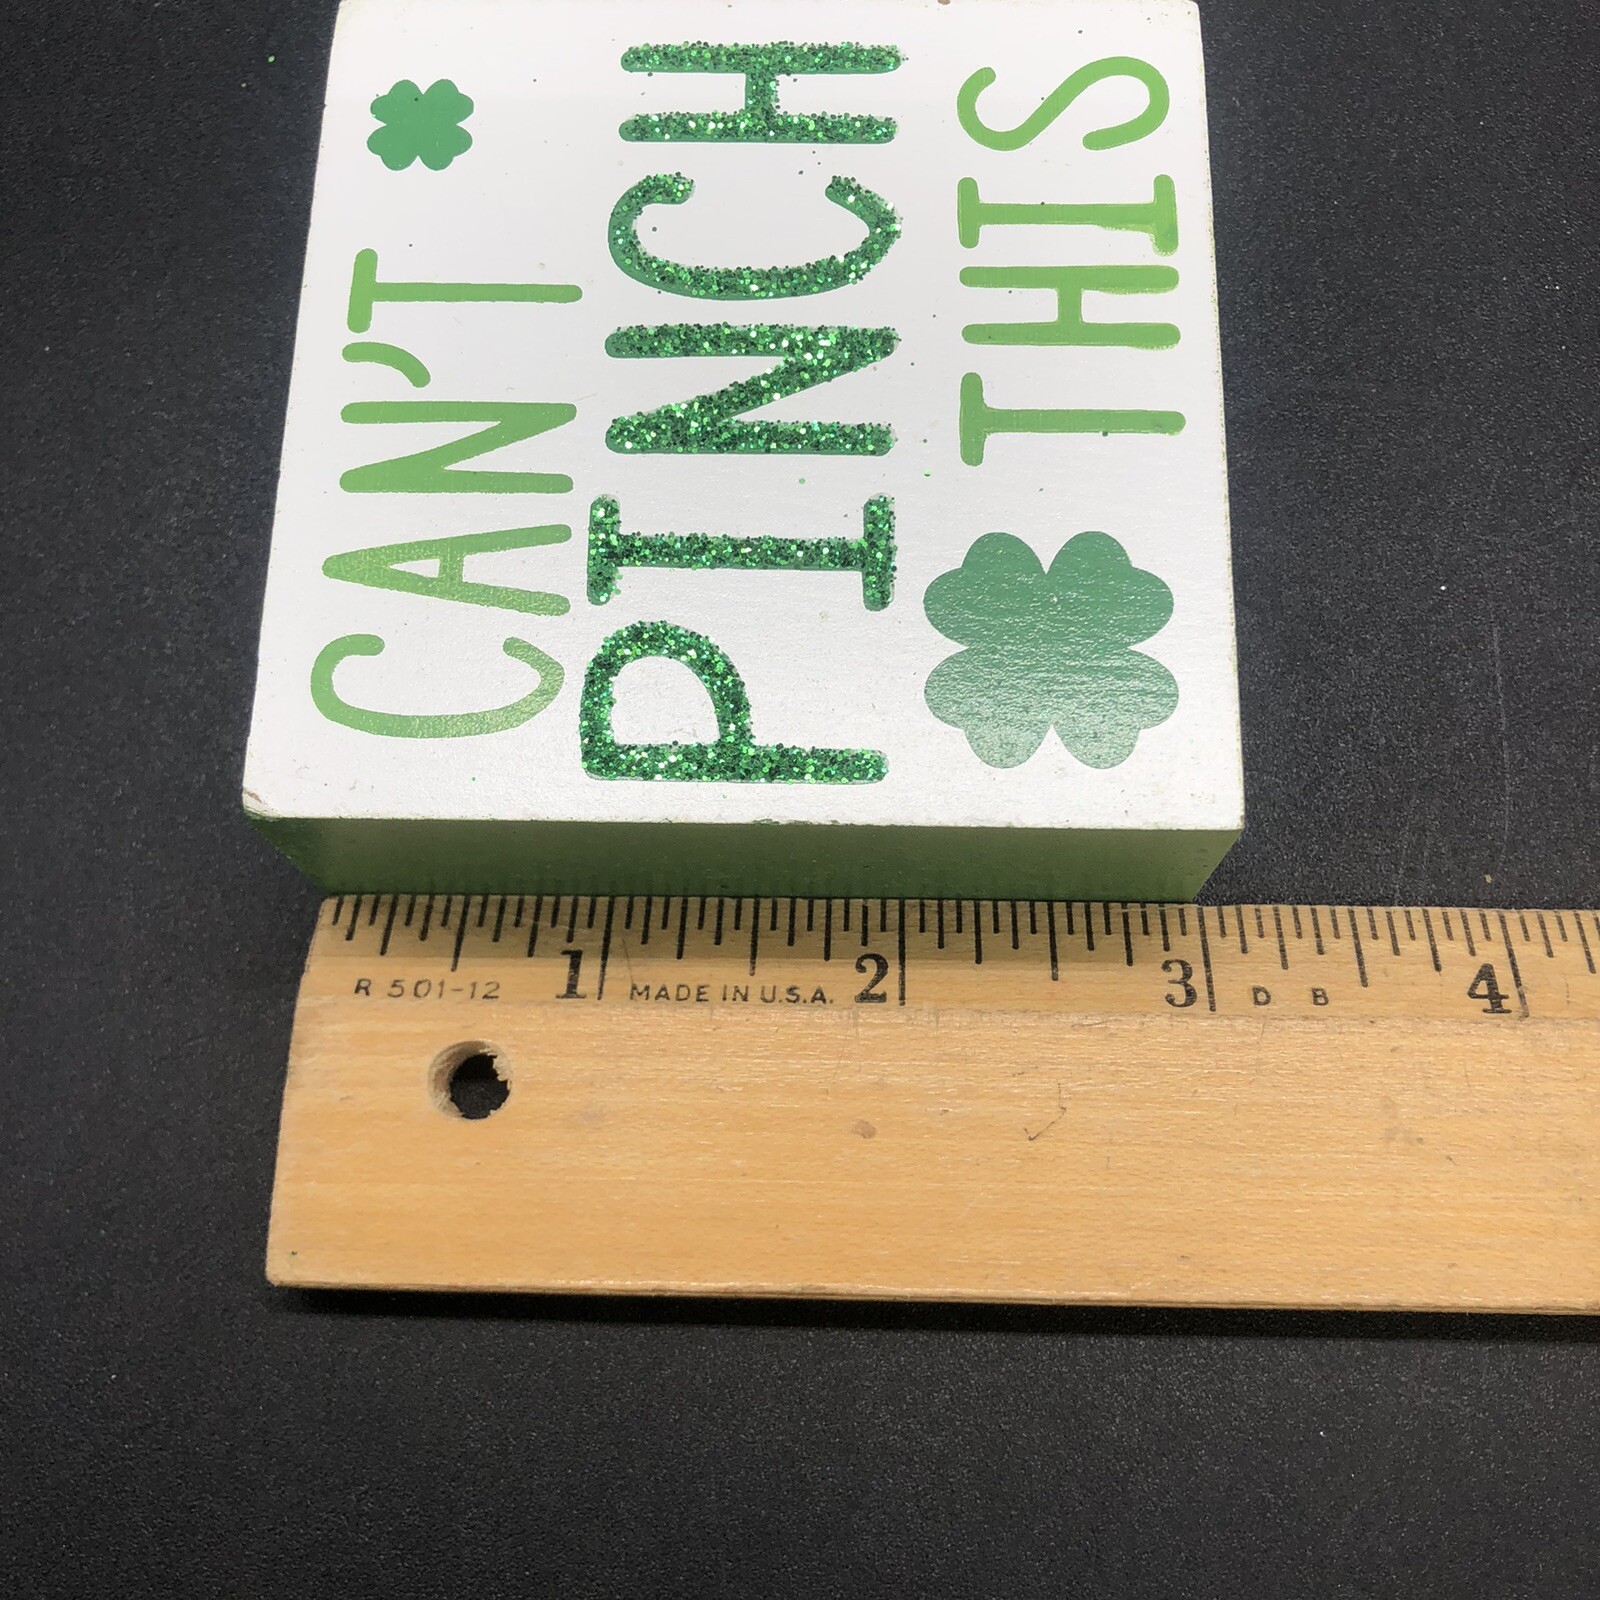 CAN'T
PINCH
THIS
1 2 3 4
R 501-12 MADE IN U.S.A. D B